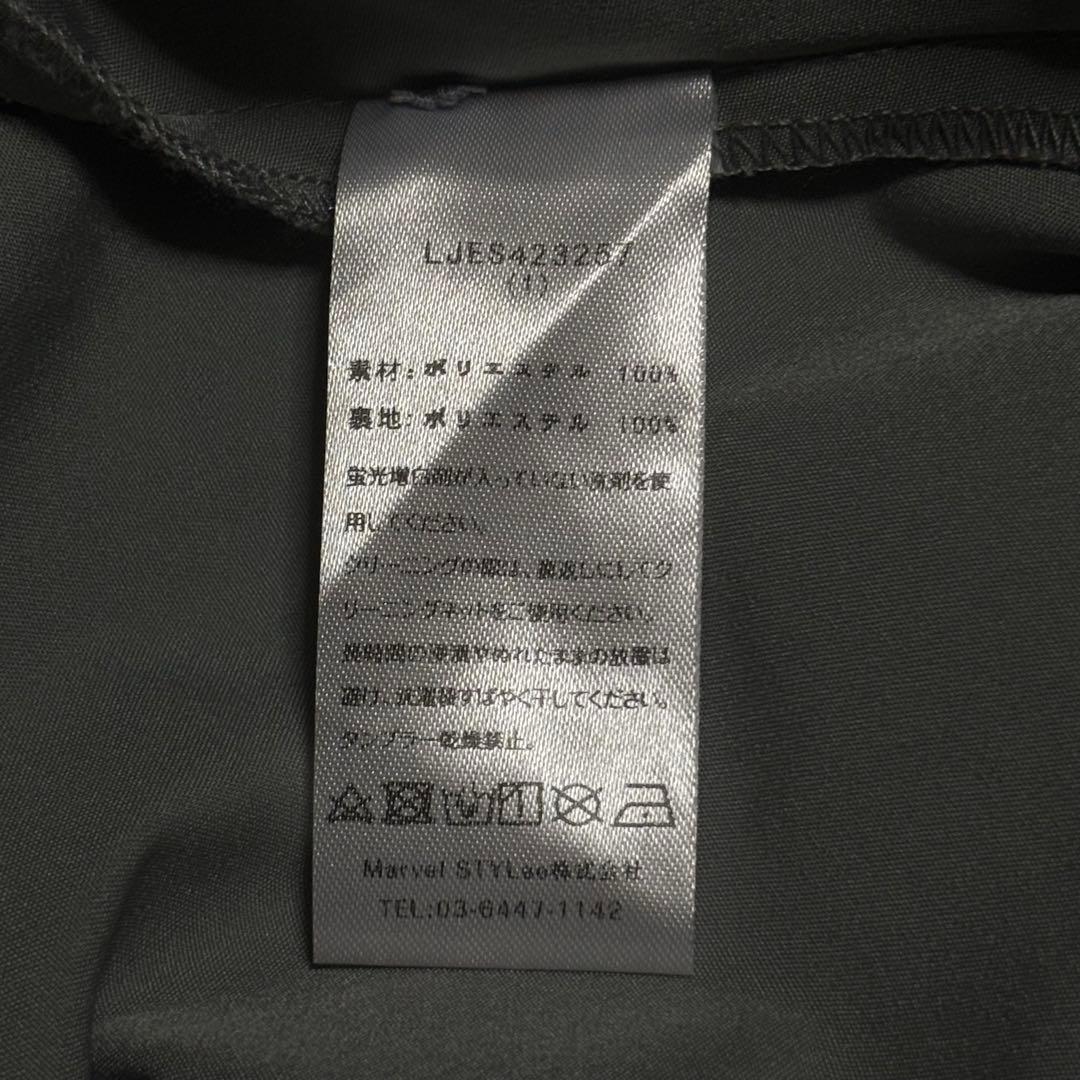 LJES423257
(1)
素材:ポリエステル 100%
裏地:ポリエステル 100%
蛍光増白剤が入っていない洗剤を使
用してください。
クリーニングの際は、裏返しにしてク
リーニングネットをご使用ください。
長時間の浸漬やぬれたままの放置は
避け、洗濯後すばやく干してください。
タンブラー乾燥禁止。
Marvel STYLeo株式会社
TEL:03-6447-1142